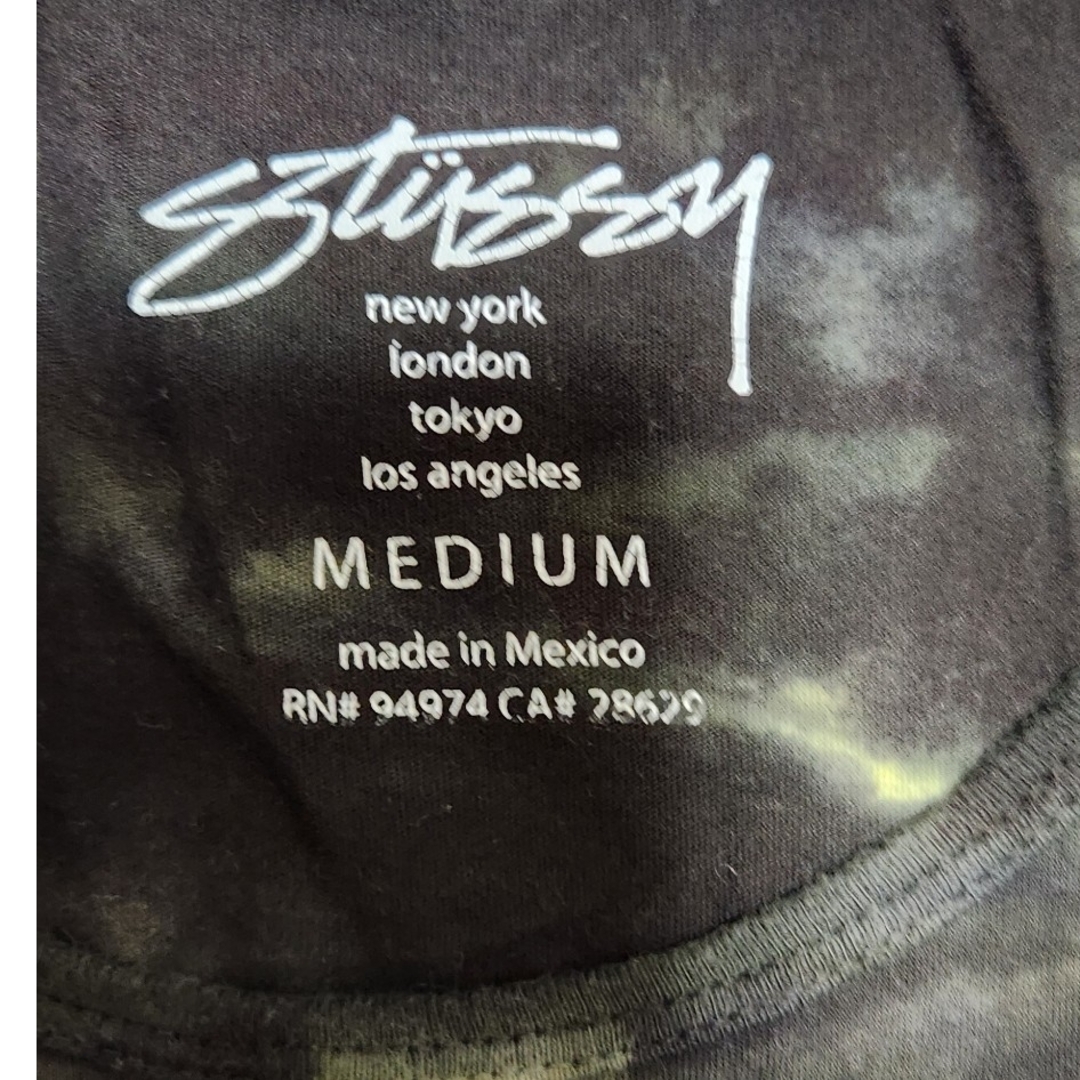 stüssy
new york
london
tokyo
los angeles
MEDIUM
made in Mexico
RN# 94974 CA# 28629